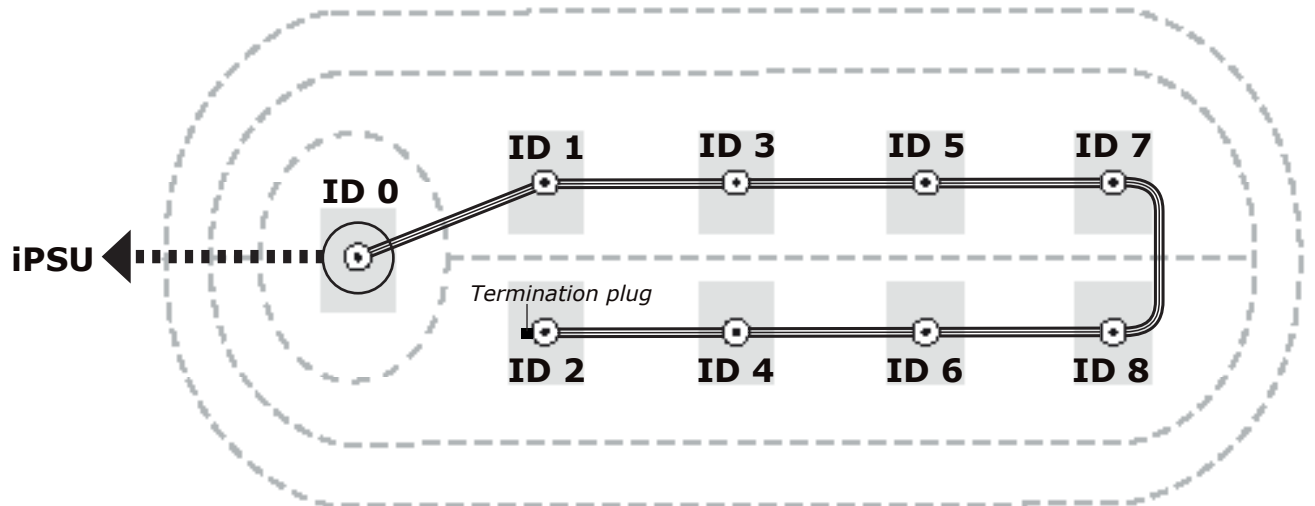 ID 1
ID 3
ID 5
ID 7
ID 0
iPSU
Termination plug
ID 2
ID 4
ID 6
ID 8